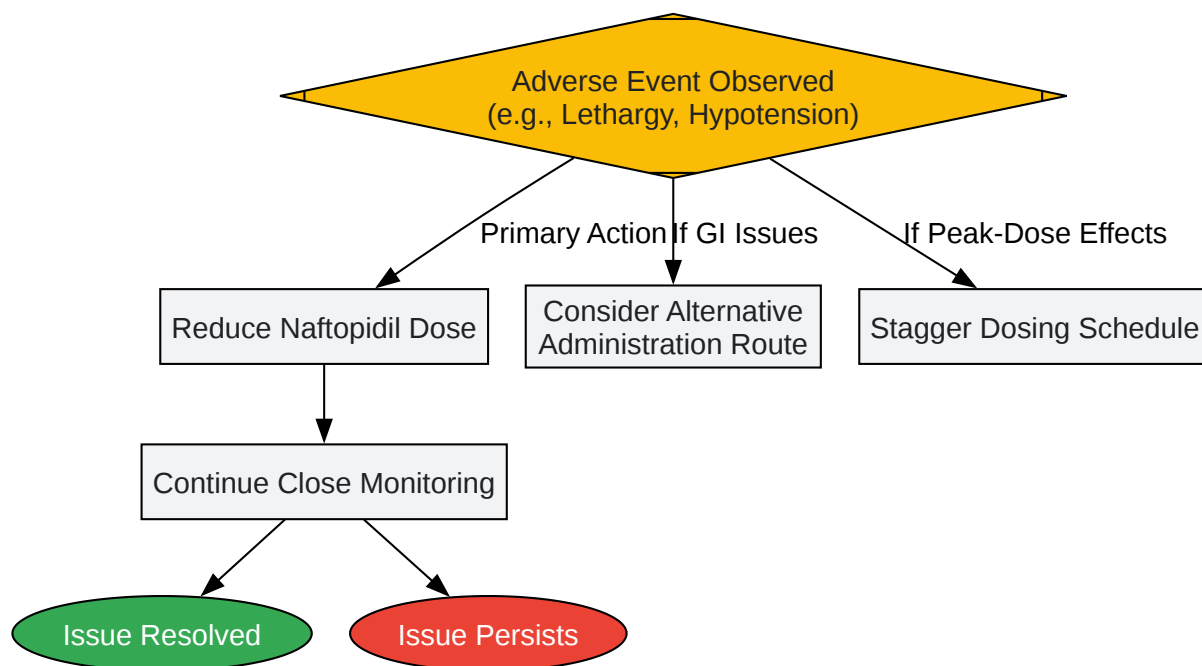 Adverse Event Observed
(e.g., Lethargy, Hypotension)
Primary Action
If GI Issues
If Peak-Dose Effects
Reduce Naftopidil Dose
Consider Alternative
Administration Route
Stagger Dosing Schedule
Continue Close Monitoring
Issue Resolved
Issue Persists